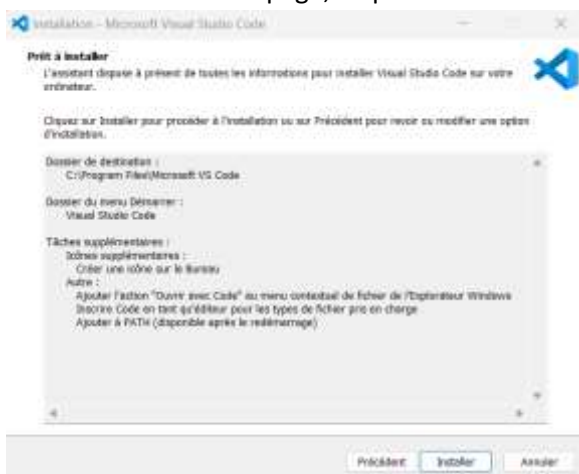 Installation - Microsoft Visual Studio Code
Prêt à installer
L'assistant dispose à présent de toutes les informations pour installer Visual Studio Code sur votre
ordinateur.
Cliquez sur Installer pour procéder à l'installation ou sur Précédent pour revoir ou modifier une option
d'installation.
Dossier de destination :
C:\Program Files\Microsoft VS Code
Dossier du menu Démarrer :
Visual Studio Code
Tâches supplémentaires :
Icônes supplémentaires :
Créer une icône sur le Bureau
Autre :
Ajouter l'action "Ouvrir avec Code" au menu contextuel de fichier de l'Explorateur Windows
Inscrire Code en tant qu'éditeur pour les types de fichier pris en charge
Ajouter à PATH (disponible après le redémarrage)
Précédent Installer Annuler